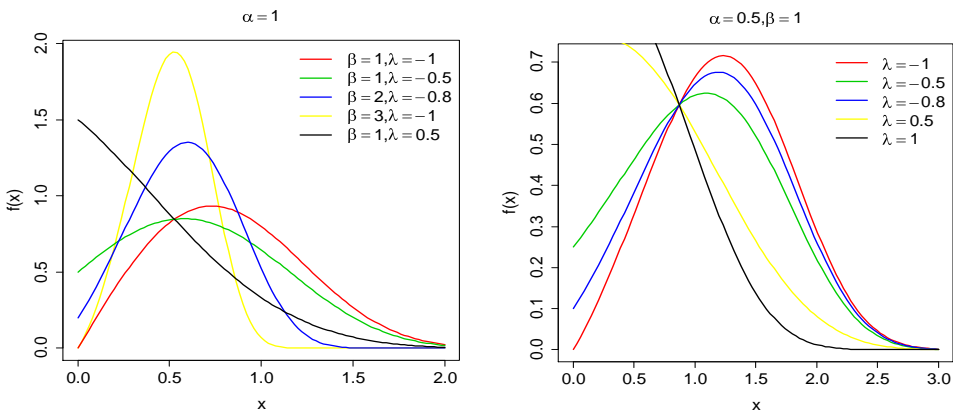 α = 1
f(x)
2.0
1.5
1.0
0.5
0.0
β = 1,λ = −1
β = 1,λ = −0.5
β = 2,λ = −0.8
β = 3,λ = −1
β = 1,λ = 0.5
0.0 0.5 1.0 1.5 2.0
x
α = 0.5,β = 1
f(x)
0.7
0.6
0.5
0.4
0.3
0.2
0.1
0.0
λ = −1
λ = −0.5
λ = −0.8
λ = 0.5
λ = 1
0.0 0.5 1.0 1.5 2.0 2.5 3.0
x